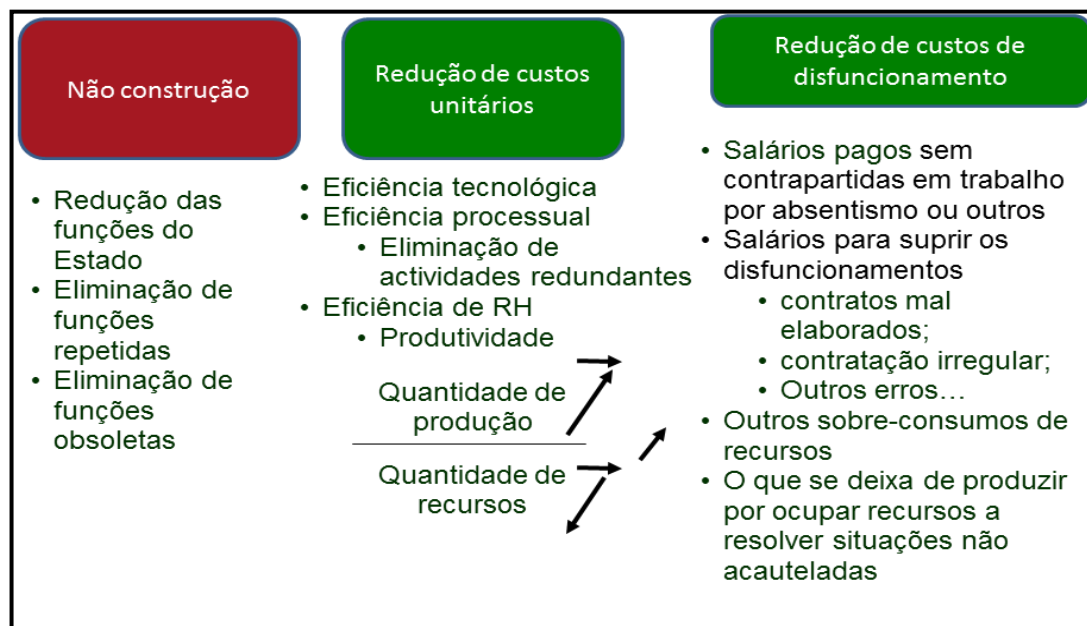 Não construção
• Redução das
funções do
Estado
• Eliminação de
funções
repetidas
• Eliminação de
funções
obsoletas
Redução de custos
unitários
• Eficiência tecnológica
• Eficiência processual
• Eliminação de
actividades redundantes
• Eficiência de RH
• Produtividade
Quantidade de
produção
Quantidade de
recursos
Redução de custos de
disfuncionamento
• Salários pagos sem
contrapartidas em trabalho
por absentismo ou outros
• Salários para suprir os
disfuncionamentos
• contratos mal
elaborados;
• contratação irregular;
• Outros erros…
• Outros sobre-consumos de
recursos
• O que se deixa de produzir
por ocupar recursos a
resolver situações não
acauteladas